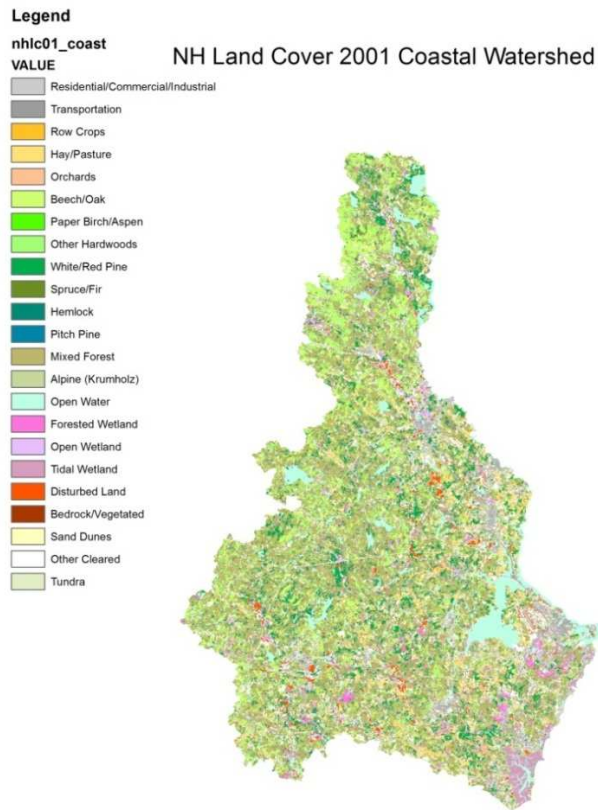 Legend
nhlc01_coast
NH Land Cover 2001 Coastal Watershed
VALUE
Residential/Commercial/Industrial
Transportation
Row Crops
Hay/Pasture
Orchards
Beech/Oak
Paper Birch/Aspen
Other Hardwoods
White/Red Pine
Spruce/Fir
Hemlock
Pitch Pine
Mixed Forest
Alpine (Krumholz)
Open Water
Forested Wetland
Open Wetland
Tidal Wetland
Disturbed Land
Bedrock/Vegetated
Sand Dunes
Other Cleared
Tundra